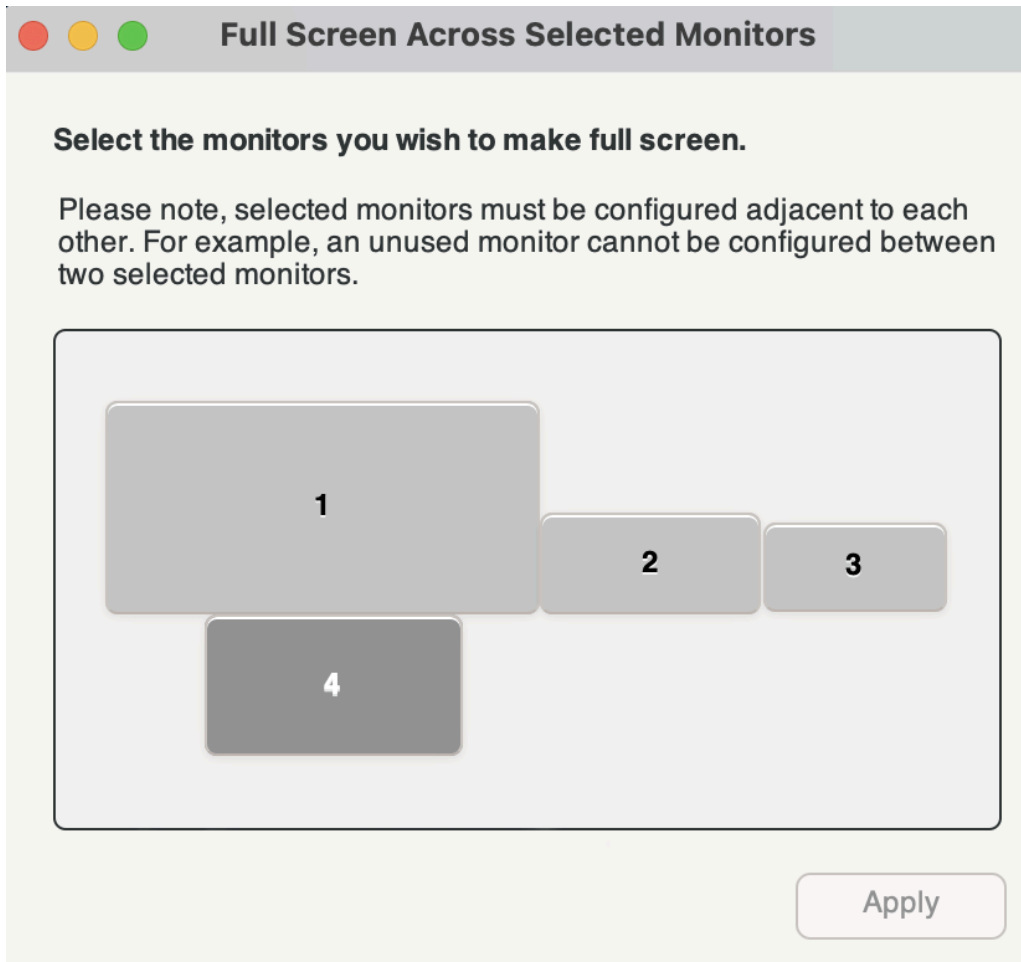 Full Screen Across Selected Monitors
Select the monitors you wish to make full screen.
Please note, selected monitors must be configured adjacent to each
other. For example, an unused monitor cannot be configured between
two selected monitors.
1
2
3
4
Apply